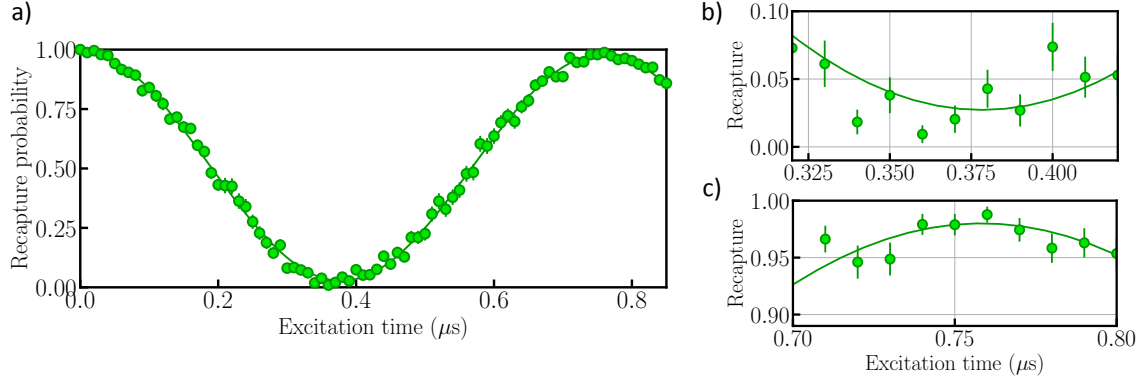 a)
1.00
0.75
0.50
0.25
0.00
Recapture probability
0.0
0.2
0.4
0.6
0.8
Excitation time (μs)
b)
0.10
0.05
0.00
Recapture
0.325
0.350
0.375
0.400
c)
1.00
0.95
0.90
Recapture
0.70
0.75
0.80
Excitation time (μs)